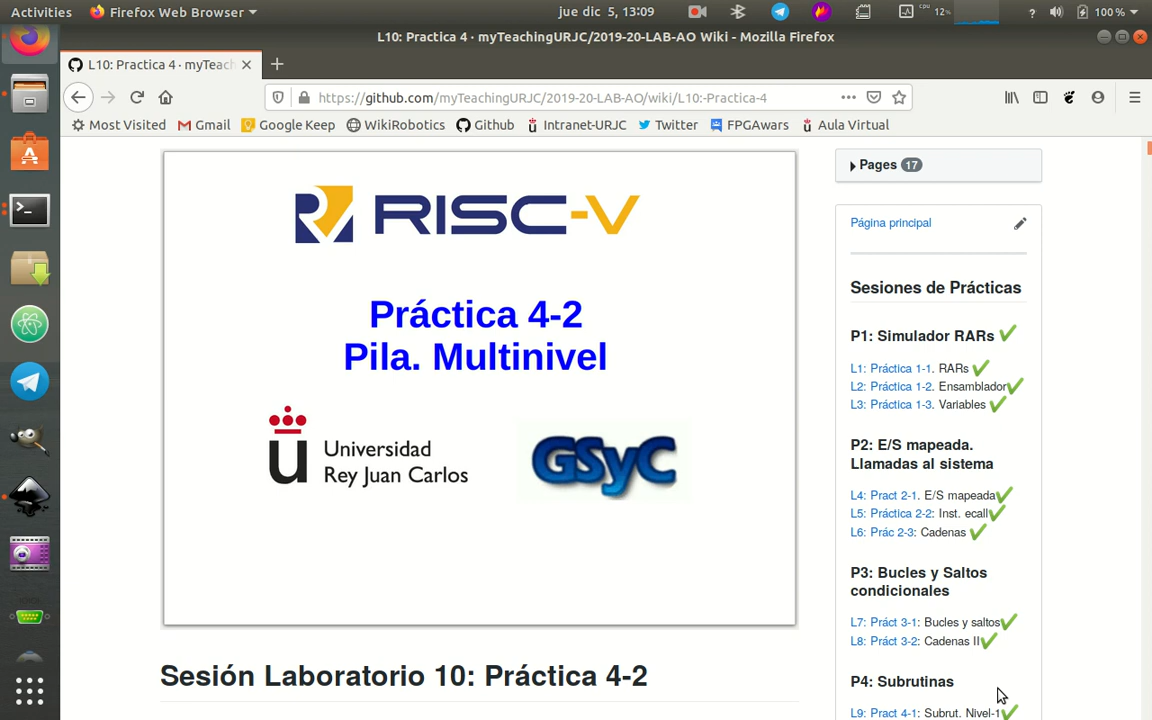 Activities
Firefox Web Browser
jue dic 5, 13:09
cpu
12%
?
100 %
L10: Practica 4 · myTeachingURJC/2019-20-LAB-AO Wiki - Mozilla Firefox
L10: Practica 4 · myTeach
https://github.com/myTeachingURJC/2019-20-LAB-AO/wiki/L10:-Practica-4
Most Visited
Gmail
Google Keep
WikiRobotics
Github
Intranet-URJC
Twitter
FPGAwars
Aula Virtual
RISC-V
Práctica 4-2
Pila. Multinivel
Universidad
Rey Juan Carlos
GSyC
Sesión Laboratorio 10: Práctica 4-2
Pages 17
Página principal
Sesiones de Prácticas
P1: Simulador RARs
L1: Práctica 1-1. RARs
L2: Práctica 1-2. Ensamblador
L3: Práctica 1-3. Variables
P2: E/S mapeada.
Llamadas al sistema
L4: Pract 2-1. E/S mapeada
L5: Práctica 2-2: Inst. ecall
L6: Prác 2-3: Cadenas
P3: Bucles y Saltos
condicionales
L7: Práct 3-1: Bucles y saltos
L8: Práct 3-2: Cadenas II
P4: Subrutinas
L9: Pract 4-1: Subrut. Nivel-1